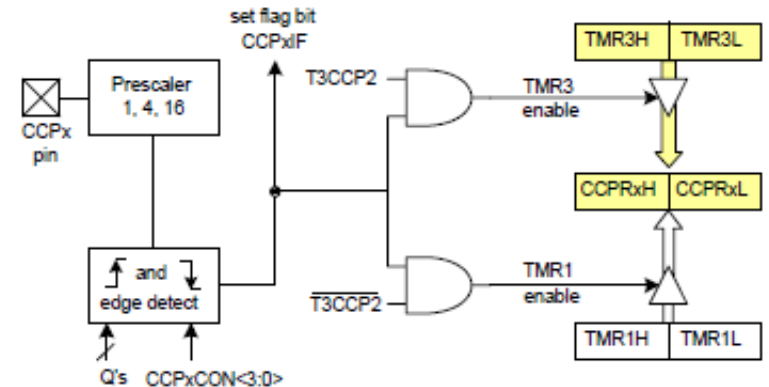 set flag bit
CCPxIF
TMR3H TMR3L
Prescaler
1, 4, 16
T3CCP2
TMR3
enable
CCPx
pin
CCPRxH CCPRxL
and
edge detect
T3CCP2
TMR1
enable
TMR1H TMR1L
Q's CCPxCON<3:0>